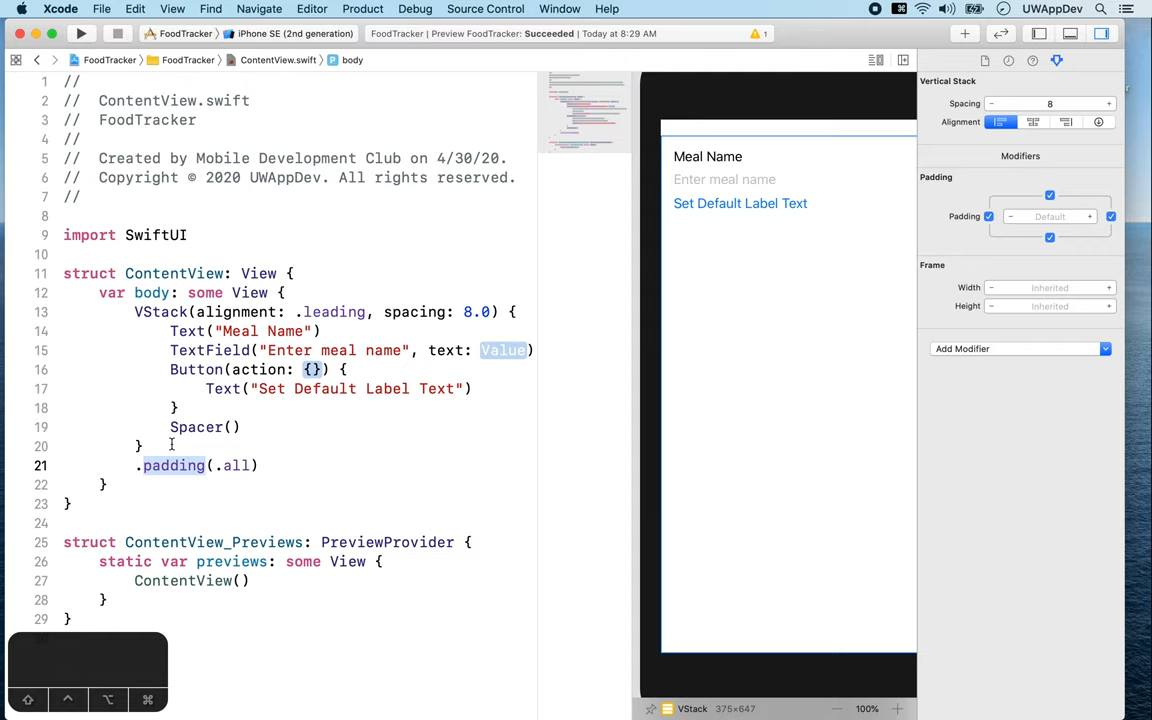 Xcode File Edit View Find Navigate Editor Product Debug Source Control Window Help UWAppDev
FoodTracker iPhone SE (2nd generation) FoodTracker | Preview FoodTracker: Succeeded | Today at 8:29 AM 1
FoodTracker FoodTracker ContentView.swift body
1 //
2 // ContentView.swift
3 // FoodTracker
4 //
5 // Created by Mobile Development Club on 4/30/20.
6 // Copyright © 2020 UWAppDev. All rights reserved.
7 //
8
9 import SwiftUI
10
11 struct ContentView: View {
12 var body: some View {
13 VStack(alignment: .leading, spacing: 8.0) {
14 Text("Meal Name")
15 TextField("Enter meal name", text: Value)
16 Button(action: {}) {
17 Text("Set Default Label Text")
18 }
19 Spacer()
20 }
21 .padding(.all)
22 }
23 }
24
25 struct ContentView_Previews: PreviewProvider {
26 static var previews: some View {
27 ContentView()
28 }
29 }
Meal Name
Enter meal name
Set Default Label Text
VStack 375×647 100%
Vertical Stack
Spacing 8
Alignment
Modifiers
Padding
Padding Default
Frame
Width Inherited
Height Inherited
Add Modifier